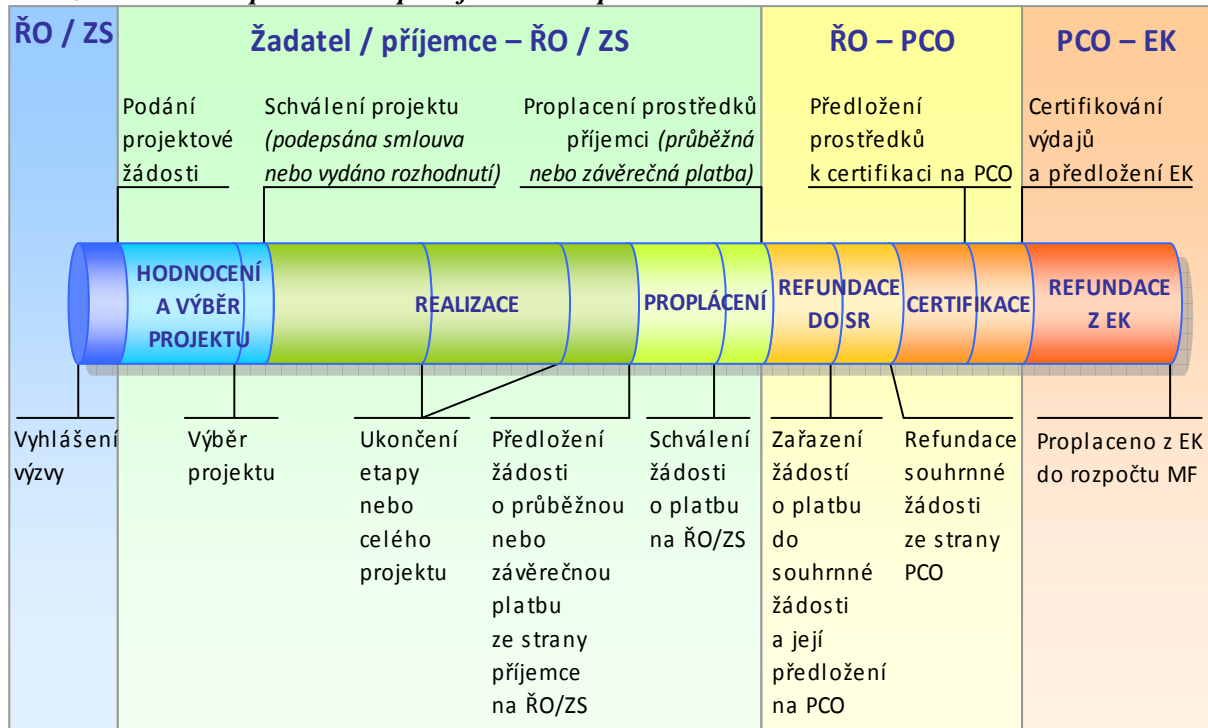 ŘO / ZS
Žadatel / příjemce – ŘO / ZS
ŘO – PCO
PCO – EK
Podání
projektové
žádosti
Schválení projektu
(podepsána smlouva
nebo vydáno rozhodnutí)
Proplacení prostředků
příjemci (průběžná
nebo závěrečná platba)
Předložení
prostředků
k certifikaci na PCO
Certifikování
výdajů
a předložení EK
HODNOCENÍ
A VÝBĚR
PROJEKTU
REALIZACE
PROPLÁCENÍ
REFUNDACE
DO SR
CERTIFIKACE
REFUNDACE
Z EK
Vyhlášení
výzvy
Výběr
projektu
Ukončení
etapy
nebo
celého
projektu
Předložení
žádosti
o průběžnou
nebo
závěrečnou
platbu
ze strany
příjemce
na ŘO/ZS
Schválení
žádosti
o platbu
na ŘO/ZS
Zařazení
žádostí
o platbu
do
souhrnné
žádosti
a její
předložení
na PCO
Refundace
souhrnné
žádosti
ze strany
PCO
Proplaceno z EK
do rozpočtu MF